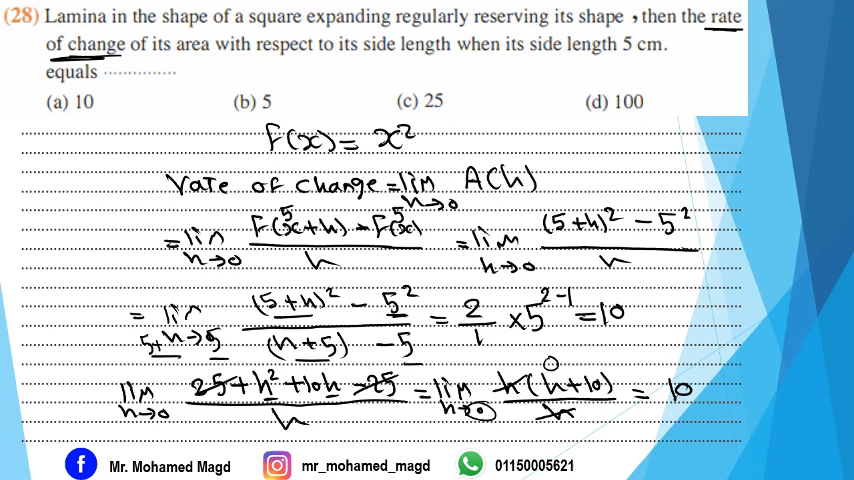 (28) Lamina in the shape of a square expanding regularly reserving its shape , then the rate
of change of its area with respect to its side length when its side length 5 cm.
equals ...............
(a) 10 (b) 5 (c) 25 (d) 100
F(x) = x²
Vate of change = lim h→0 A(h)
= lim h→0 (F(x+h) - F(x))/h 5 5 = lim h→0 ((5+h)² - 5²)/h
= lim 5+h→5 ((5+h)² - 5²)/((h+5) - 5) = 2/1 × 5²⁻¹ = 10
lim h→0 (25 + h² + 10h - 25)/h = lim h→0 h(h+10)/h 0 = 10
f Mr. Mohamed Magd mr_mohamed_magd 01150005621